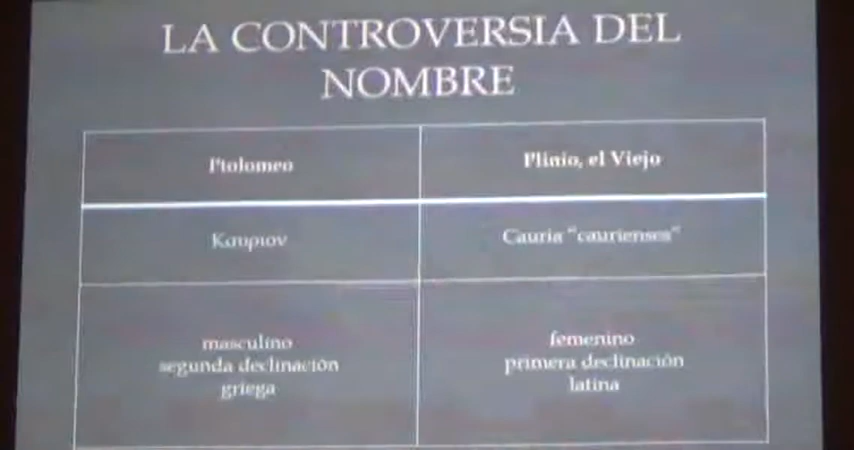 LA CONTROVERSIA DEL
NOMBRE
Ptolomeo
Plinio, el Viejo
Καυριον
Cauria "caurienses"
masculino
segunda declinación
griega
femenino
primera declinación
latina